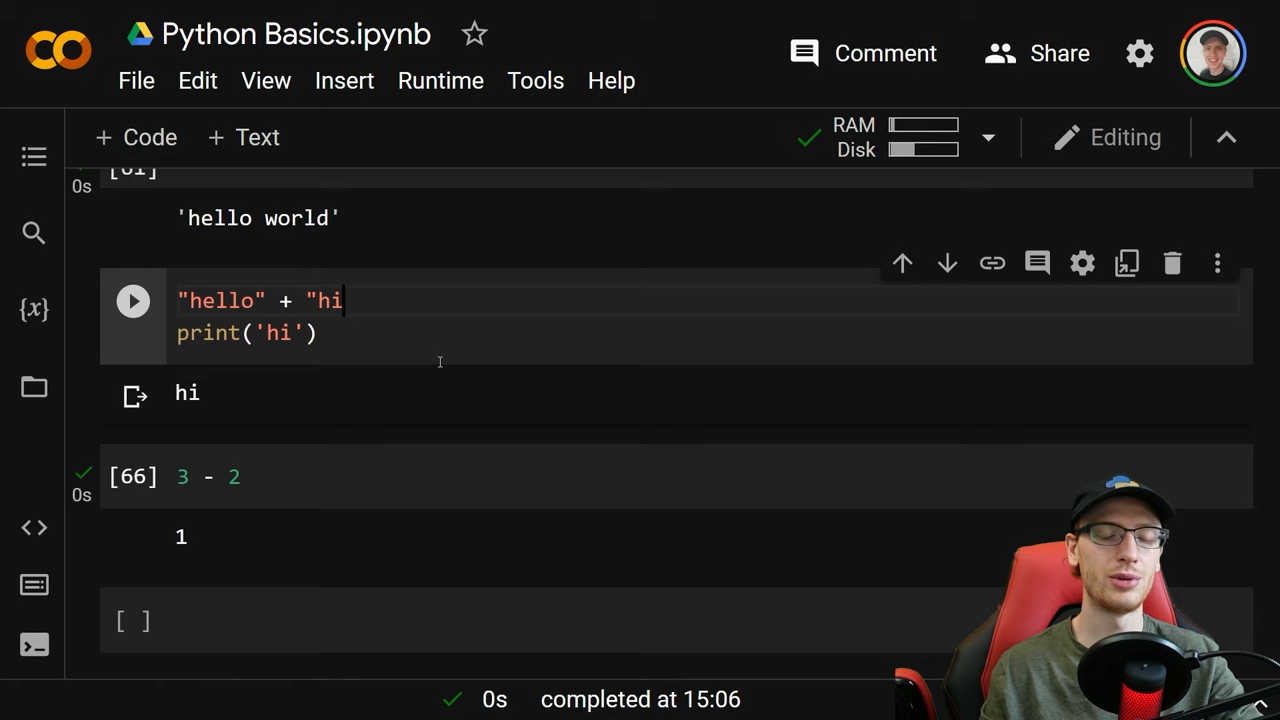 Python Basics.ipynb
Comment
Share
File Edit View Insert Runtime Tools Help
+ Code + Text
RAM
Disk
Editing
[61]
0s
'hello world'
"hello" + "hi
print('hi')
hi
{x}
[66] 3 - 2
0s
1
[ ]
0s completed at 15:06